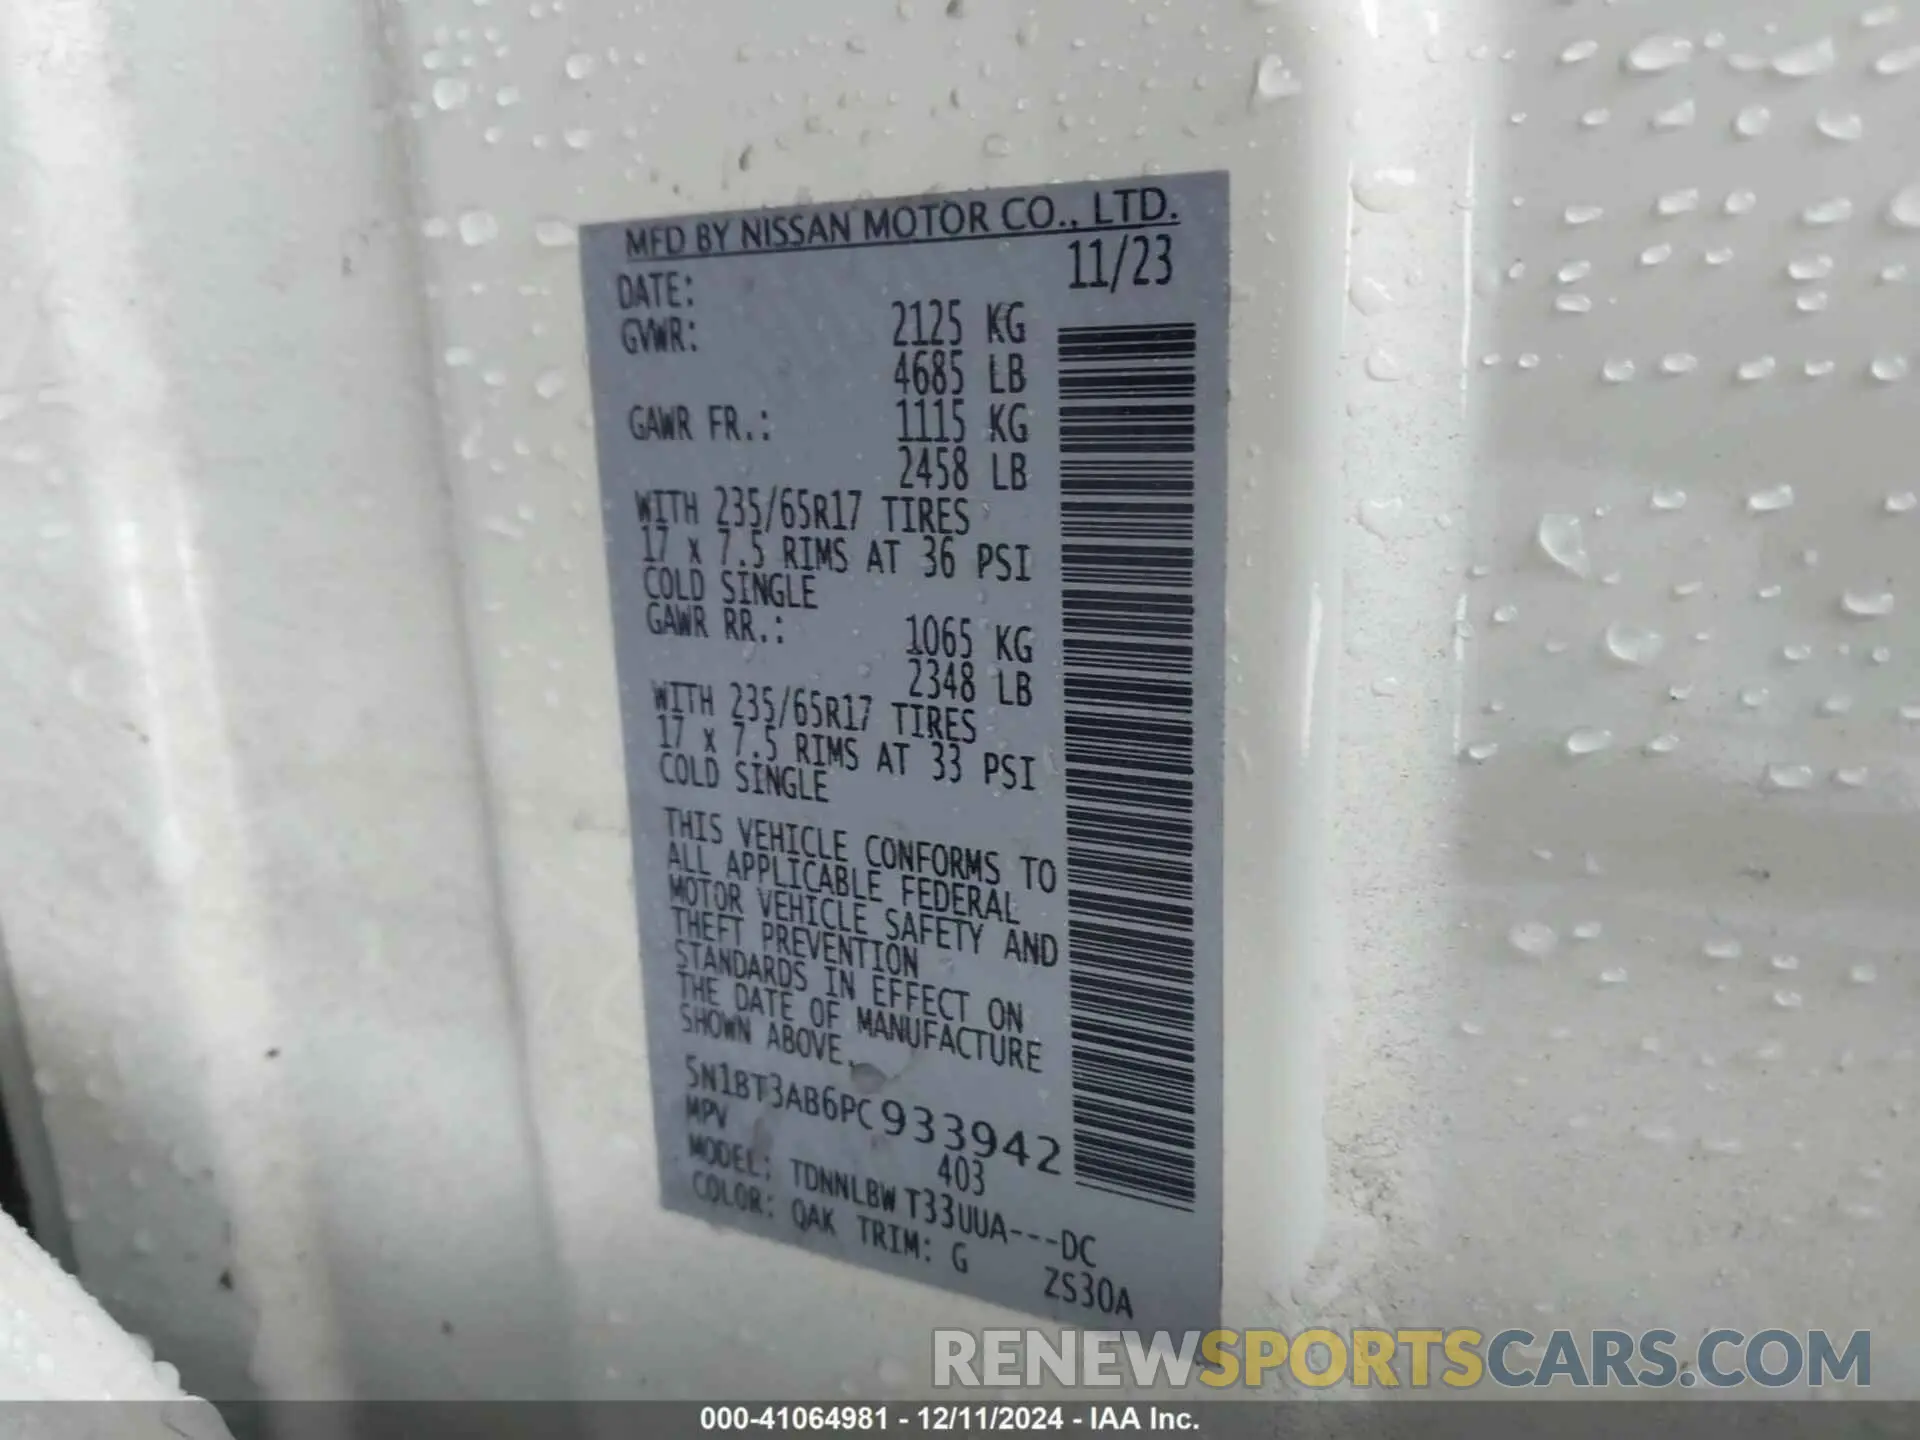 MFD BY NISSAN MOTOR CO., LTD.
DATE: 11/23
GVWR: 2125 KG
4685 LB
GAWR FR.: 1115 KG
2458 LB
WITH 235/65R17 TIRES
17 x 7.5 RIMS AT 36 PSI
COLD SINGLE
GAWR RR.: 1065 KG
2348 LB
WITH 235/65R17 TIRES
17 x 7.5 RIMS AT 33 PSI
COLD SINGLE
THIS VEHICLE CONFORMS TO
ALL APPLICABLE FEDERAL
MOTOR VEHICLE SAFETY AND
THEFT PREVENTION
STANDARDS IN EFFECT ON
THE DATE OF MANUFACTURE
SHOWN ABOVE.
5N1BT3AB6PC933942
MPV 403
MODEL: TDNNLBW T33UUA---DC
COLOR: QAK TRIM: G ZS30A
RENEWSPORTSCARS.COM
000-41064981 - 12/11/2024 - IAA Inc.